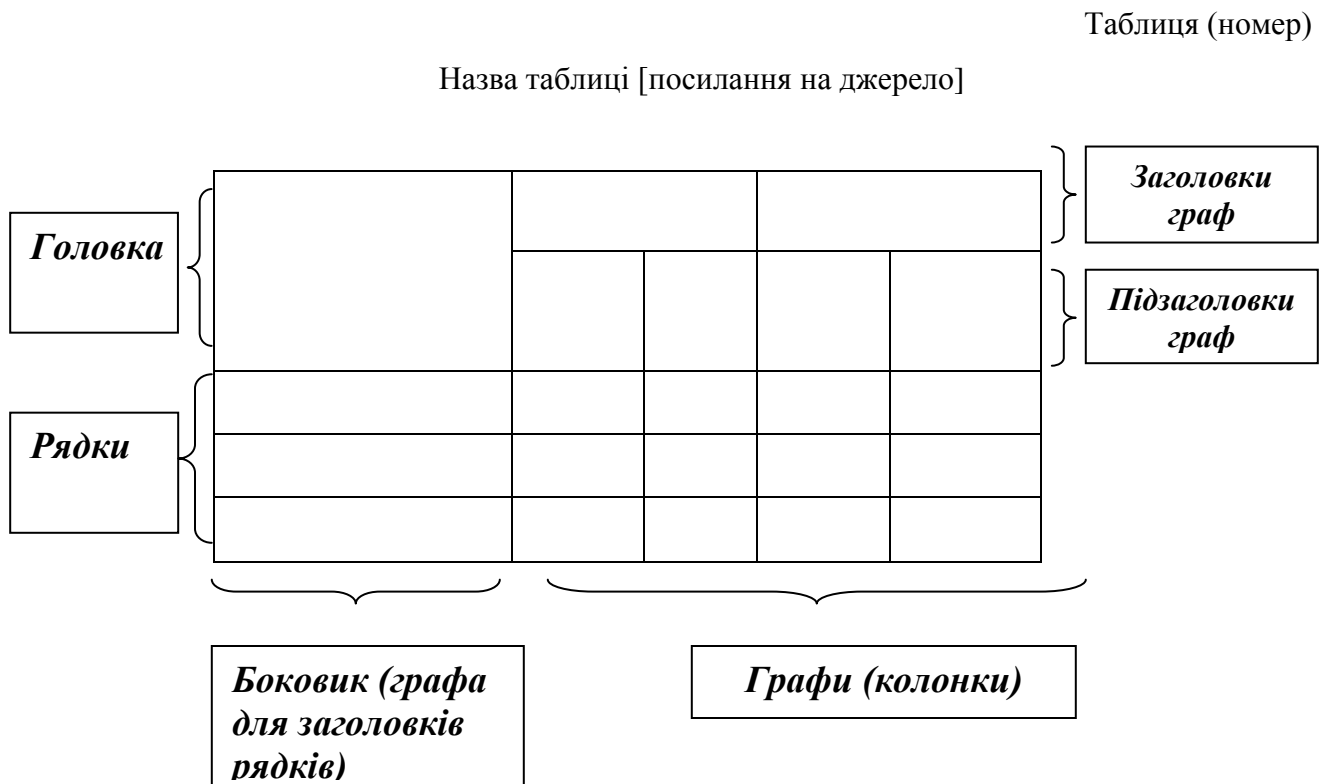 Таблиця (номер)
Назва таблиці [посилання на джерело]
Заголовки
граф
Головка
Підзаголовки
граф
Рядки
Боковик (графа
для заголовків
рядків)
Графи (колонки)